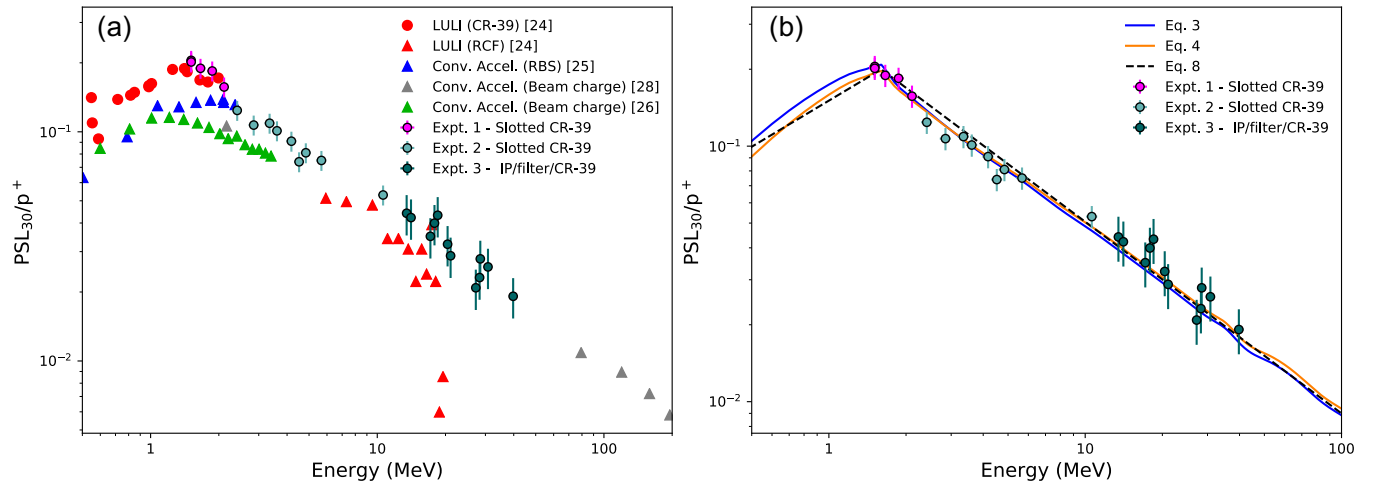 (a)
LULI (CR-39) [24]
LULI (RCF) [24]
Conv. Accel. (RBS) [25]
Conv. Accel. (Beam charge) [28]
Conv. Accel. (Beam charge) [26]
Expt. 1 - Slotted CR-39
Expt. 2 - Slotted CR-39
Expt. 3 - IP/filter/CR-39
PSL₃₀/p⁺
10⁻¹
10⁻²
1
10
100
Energy (MeV)
(b)
Eq. 3
Eq. 4
Eq. 8
Expt. 1 - Slotted CR-39
Expt. 2 - Slotted CR-39
Expt. 3 - IP/filter/CR-39
PSL₃₀/p⁺
10⁻¹
10⁻²
1
10
100
Energy (MeV)